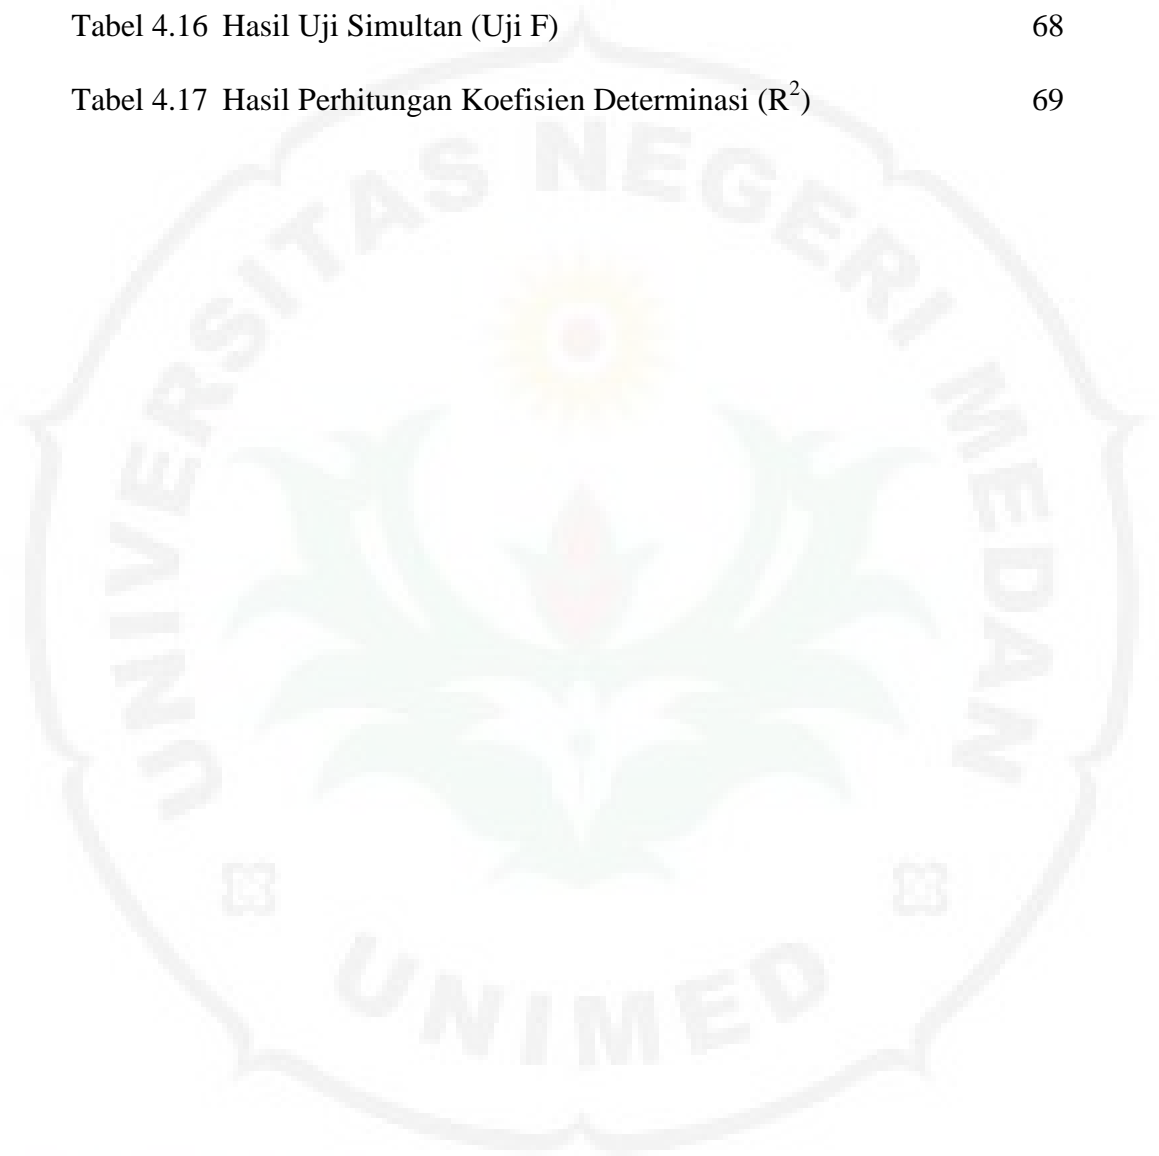 Tabel 4.16 Hasil Uji Simultan (Uji F) 68
Tabel 4.17 Hasil Perhitungan Koefisien Determinasi (R²) 69
UNIVERSITAS NEGERI MEDAN
UNIMED